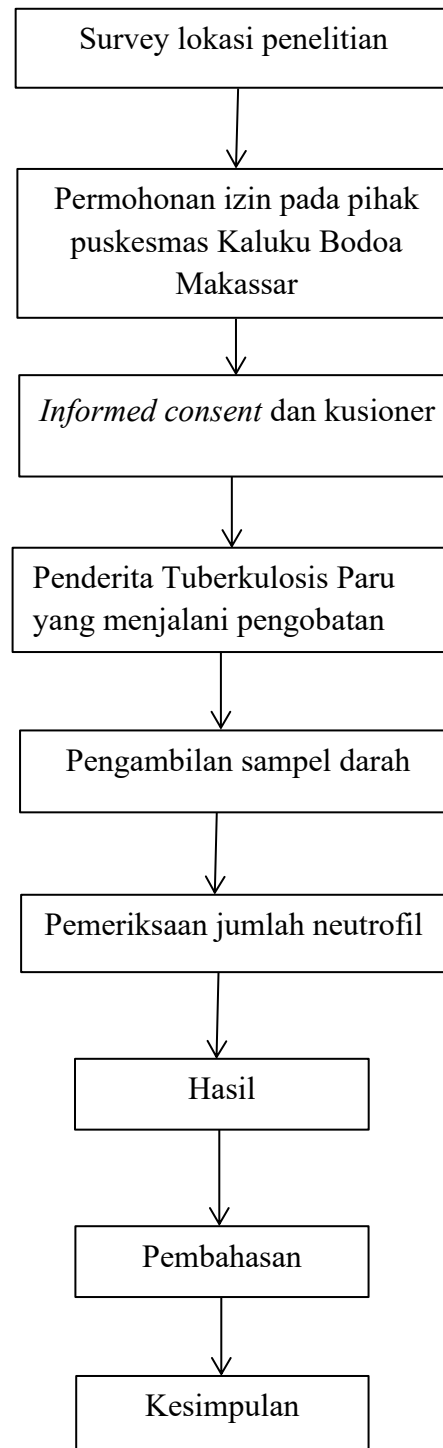 Survey lokasi penelitian
Permohonan izin pada pihak
puskesmas Kaluku Bodoa
Makassar
Informed consent dan kusioner
Penderita Tuberkulosis Paru
yang menjalani pengobatan
Pengambilan sampel darah
Pemeriksaan jumlah neutrofil
Hasil
Pembahasan
Kesimpulan